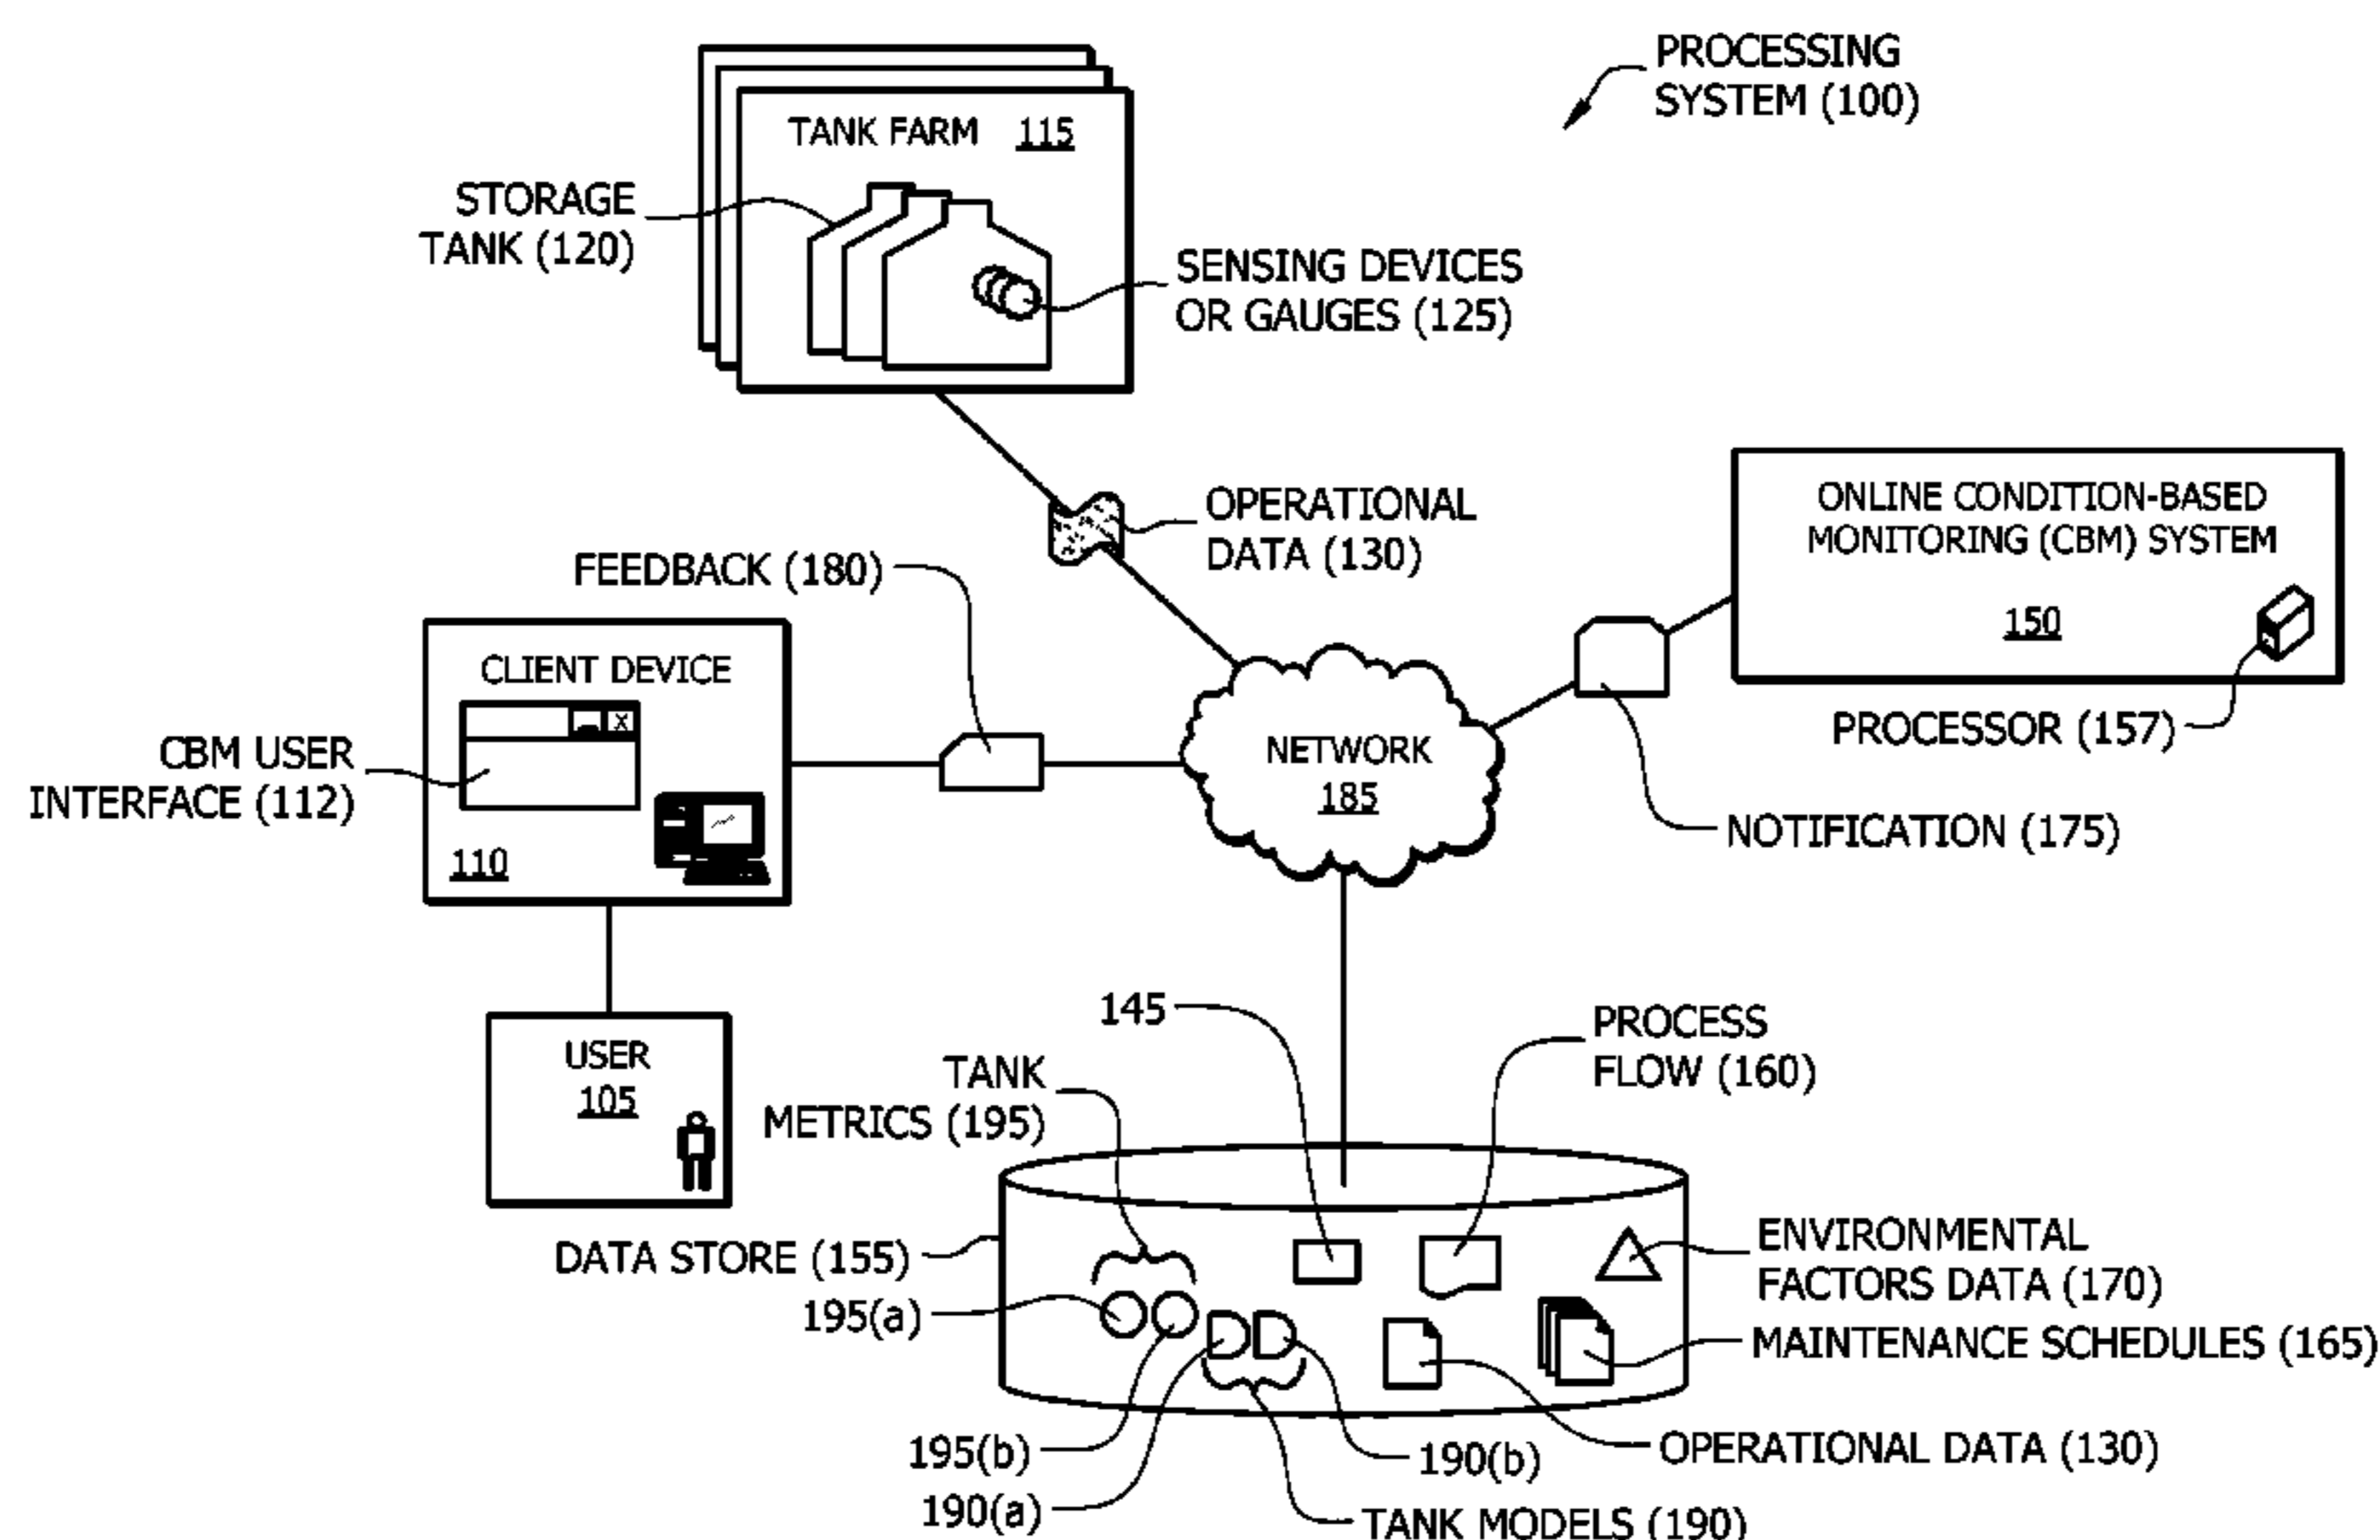 PROCESSING
SYSTEM (100)
TANK FARM 115
STORAGE
TANK (120)
SENSING DEVICES
OR GAUGES (125)
OPERATIONAL
DATA (130)
ONLINE CONDITION-BASED
MONITORING (CBM) SYSTEM
150
PROCESSOR (157)
NOTIFICATION (175)
FEEDBACK (180)
CLIENT DEVICE
X
CBM USER
INTERFACE (112)
110
NETWORK
185
USER
105
145
PROCESS
FLOW (160)
TANK
METRICS (195)
DATA STORE (155)
195(a)
ENVIRONMENTAL
FACTORS DATA (170)
MAINTENANCE SCHEDULES (165)
195(b)
190(a)
190(b)
OPERATIONAL DATA (130)
TANK MODELS (190)